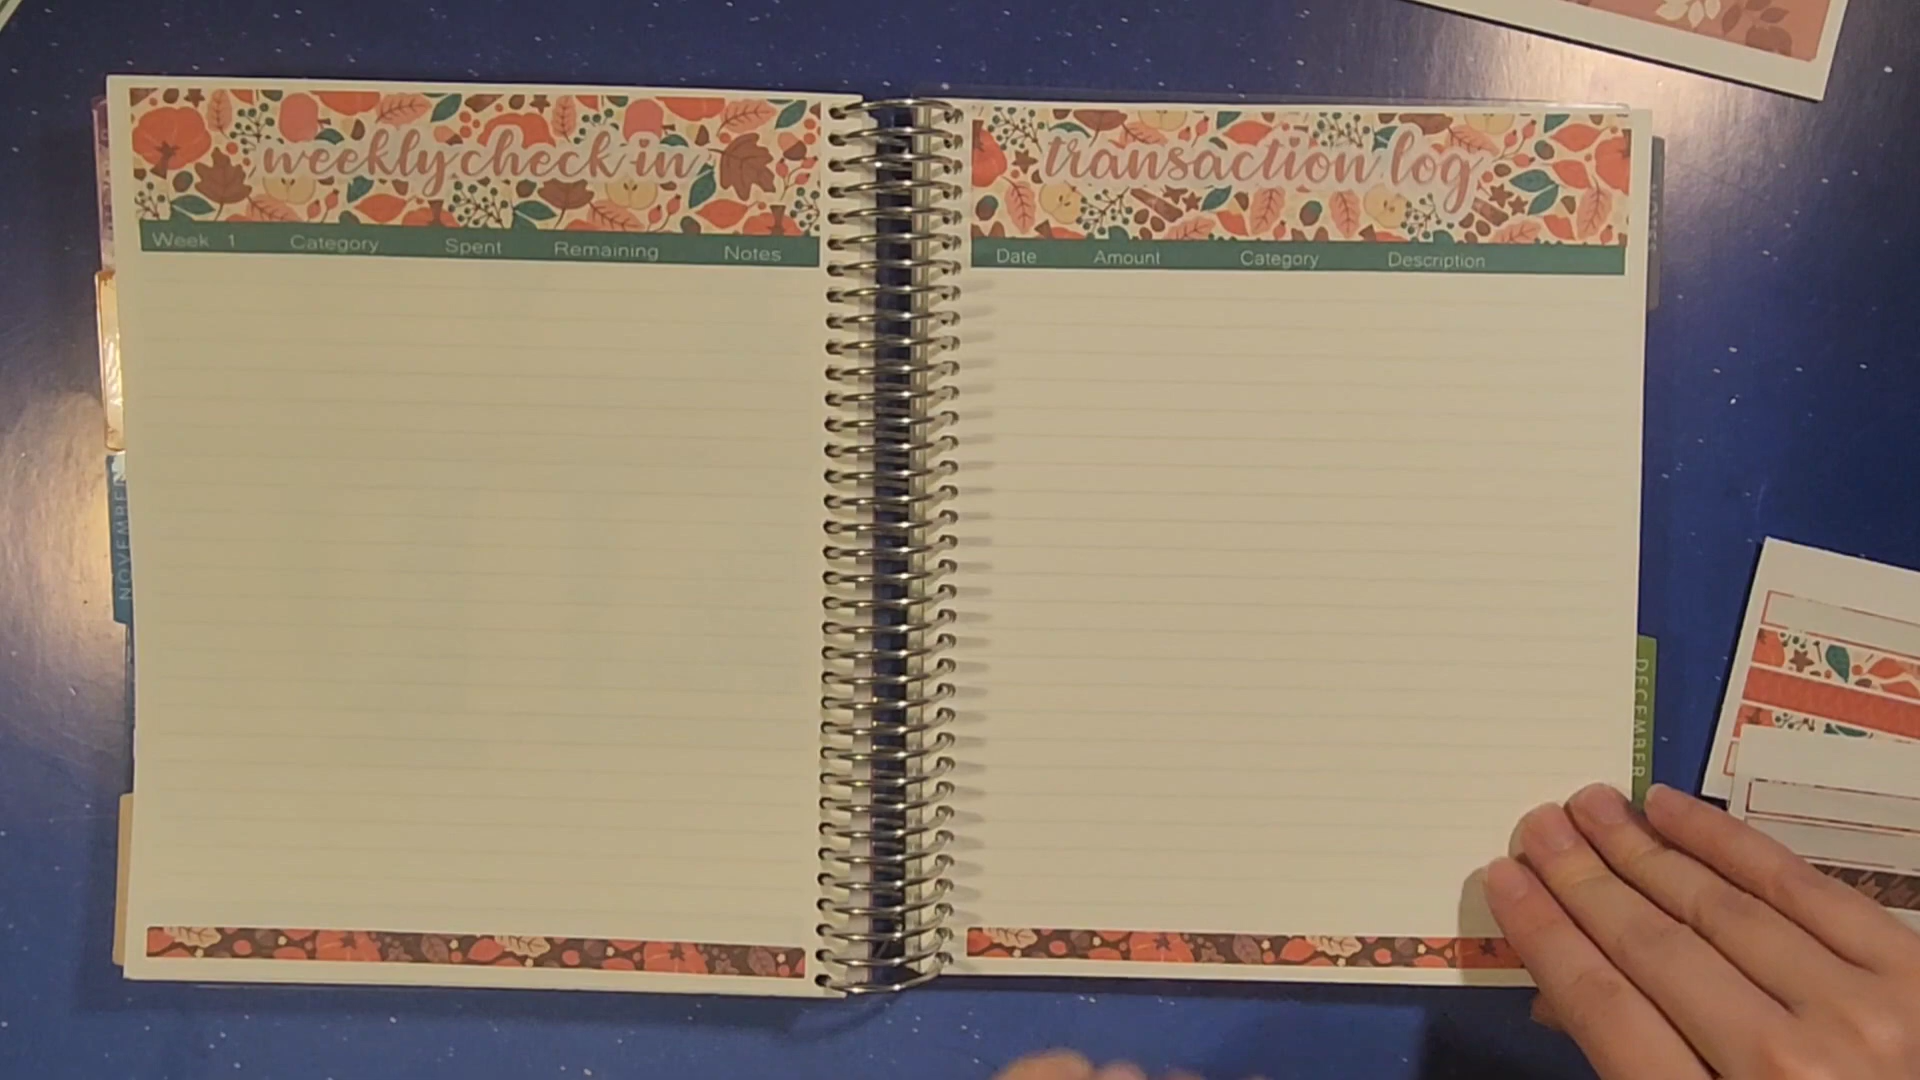 weekly check in
Week 1 Category Spent Remaining Notes
NOVEMBER
transaction log
Date Amount Category Description
DECEMBER